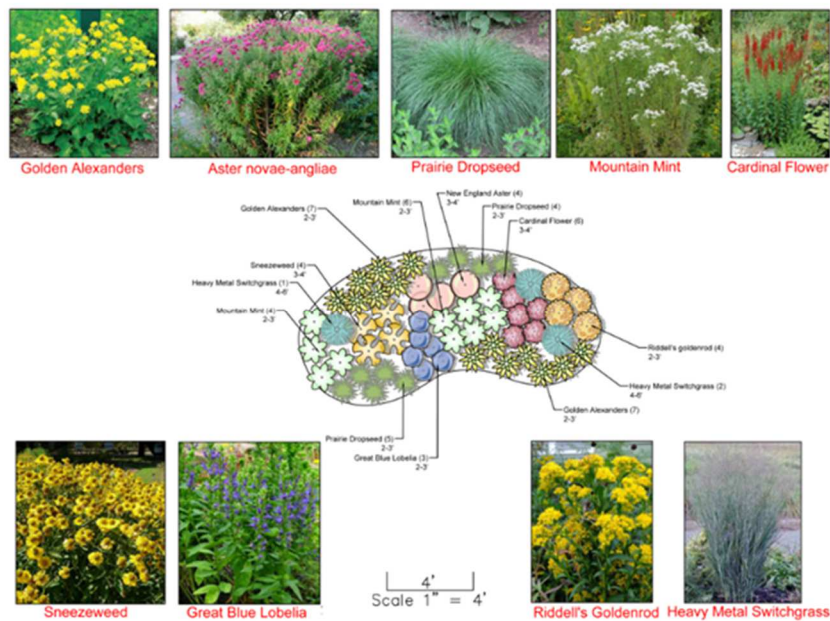 Golden Alexanders
Aster novae-angliae
Prairie Dropseed
Mountain Mint
Cardinal Flower
New England Aster (4)
3-4'
Mountain Mint (6)
2-3'
Golden Alexanders (7)
2-3'
Prairie Dropseed (4)
2-3'
Cardinal Flower (6)
3-4'
Sneezeweed (4)
3-4'
Heavy Metal Switchgrass (1)
4-6'
Mountain Mint (4)
2-3'
Riddell's goldenrod (4)
2-3'
Heavy Metal Switchgrass (2)
4-6'
Golden Alexanders (7)
2-3'
Prairie Dropseed (5)
2-3'
Great Blue Lobelia (3)
2-3'
4'
Scale 1" = 4'
Sneezeweed
Great Blue Lobelia
Riddell's Goldenrod
Heavy Metal Switchgrass